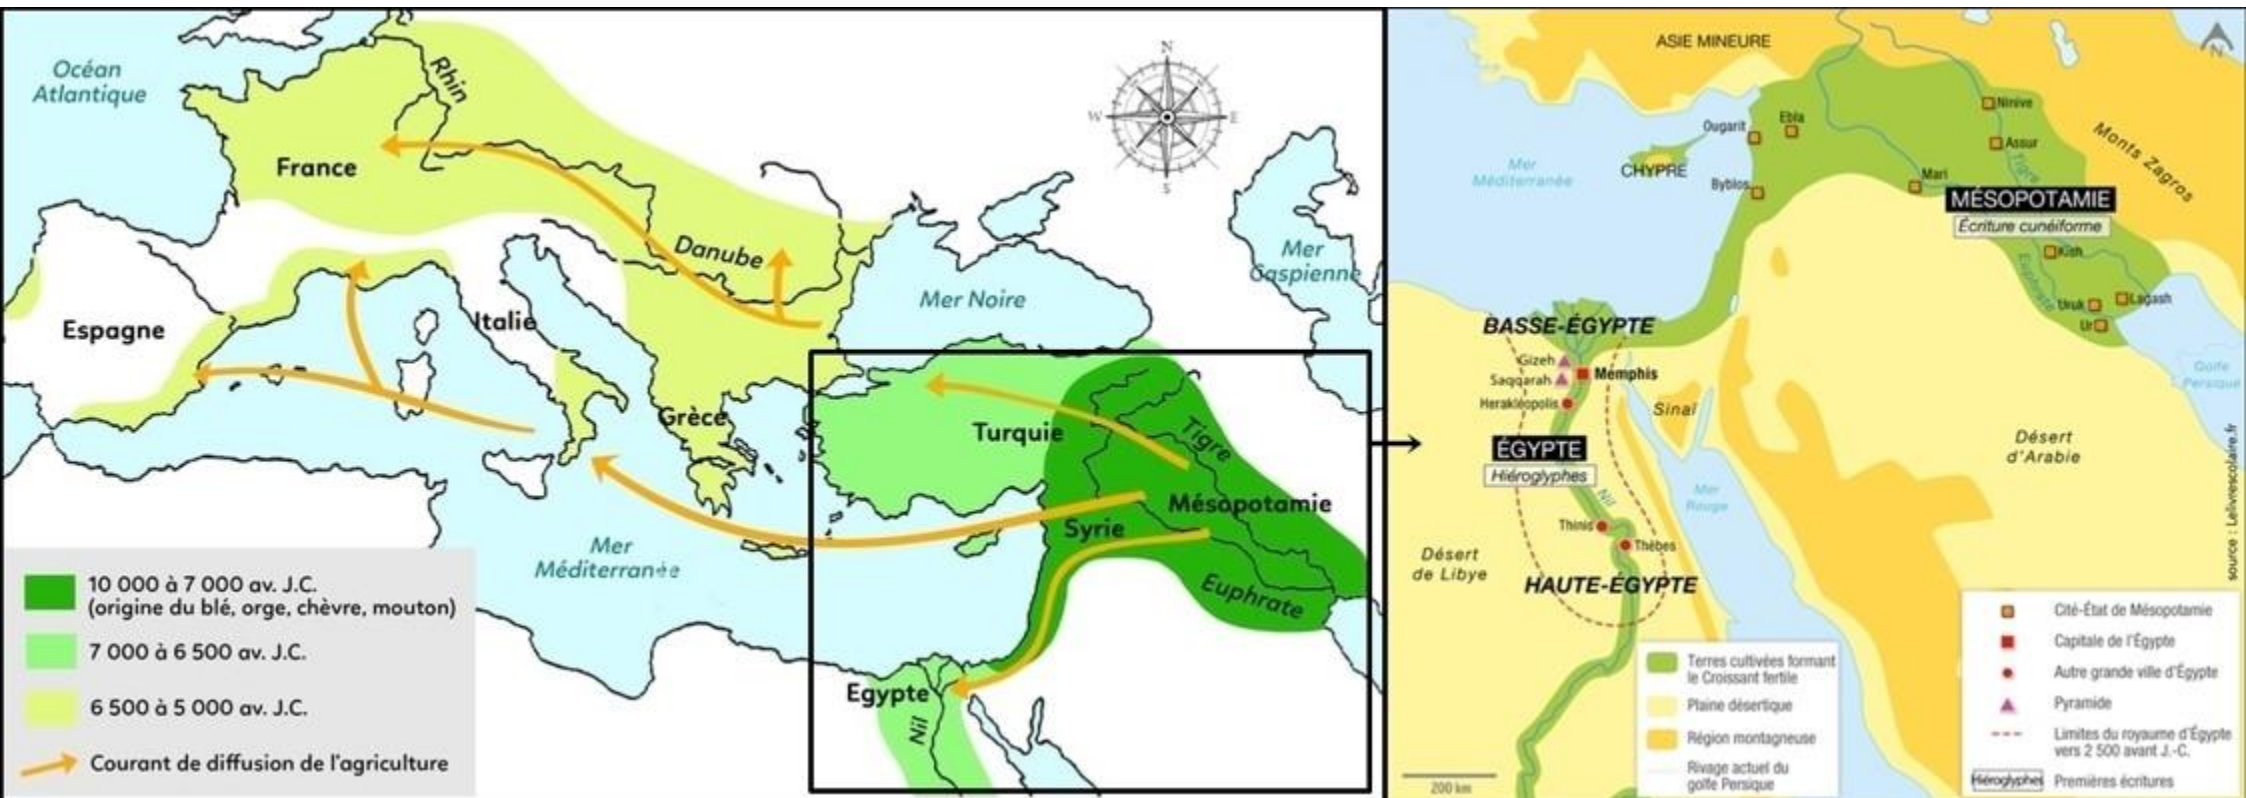 Océan
Atlantique
Rhin
France
Espagne
Italie
Danube
Grèce
Mer Noire
Mer
Caspienne
N
W
E
S
Turquie
Tigre
Mésopotamie
Syrie
Euphrate
Mer
Méditerranée
Egypte
Nil
10 000 à 7 000 av. J.C.
(origine du blé, orge, chèvre, mouton)
7 000 à 6 500 av. J.C.
6 500 à 5 000 av. J.C.
Courant de diffusion de l'agriculture
ASIE MINEURE
N
Ninive
Ougarit
Ebla
Assur
Monts Zagros
Mer
Méditerranée
CHYPRE
Tigre
Byblos
Mari
MÉSOPOTAMIE
Écriture cunéiforme
Kish
Euphrate
Uruk
Lagash
Ur
BASSE-ÉGYPTE
Gizeh
Saqqarah
Memphis
Golfe
Persique
Herakléopolis
Sinaï
ÉGYPTE
Hiéroglyphes
Désert
d'Arabie
Nil
Mer
Rouge
Thinis
Thèbes
Désert
de Libye
HAUTE-ÉGYPTE
source : Lelivrescolaire.fr
200 km
Terres cultivées formant
le Croissant fertile
Plaine désertique
Région montagneuse
Rivage actuel du
golfe Persique
Cité-État de Mésopotamie
Capitale de l'Égypte
Autre grande ville d'Égypte
Pyramide
Limites du royaume d'Égypte
vers 2 500 avant J.-C.
Hiéroglyphes Premières écritures